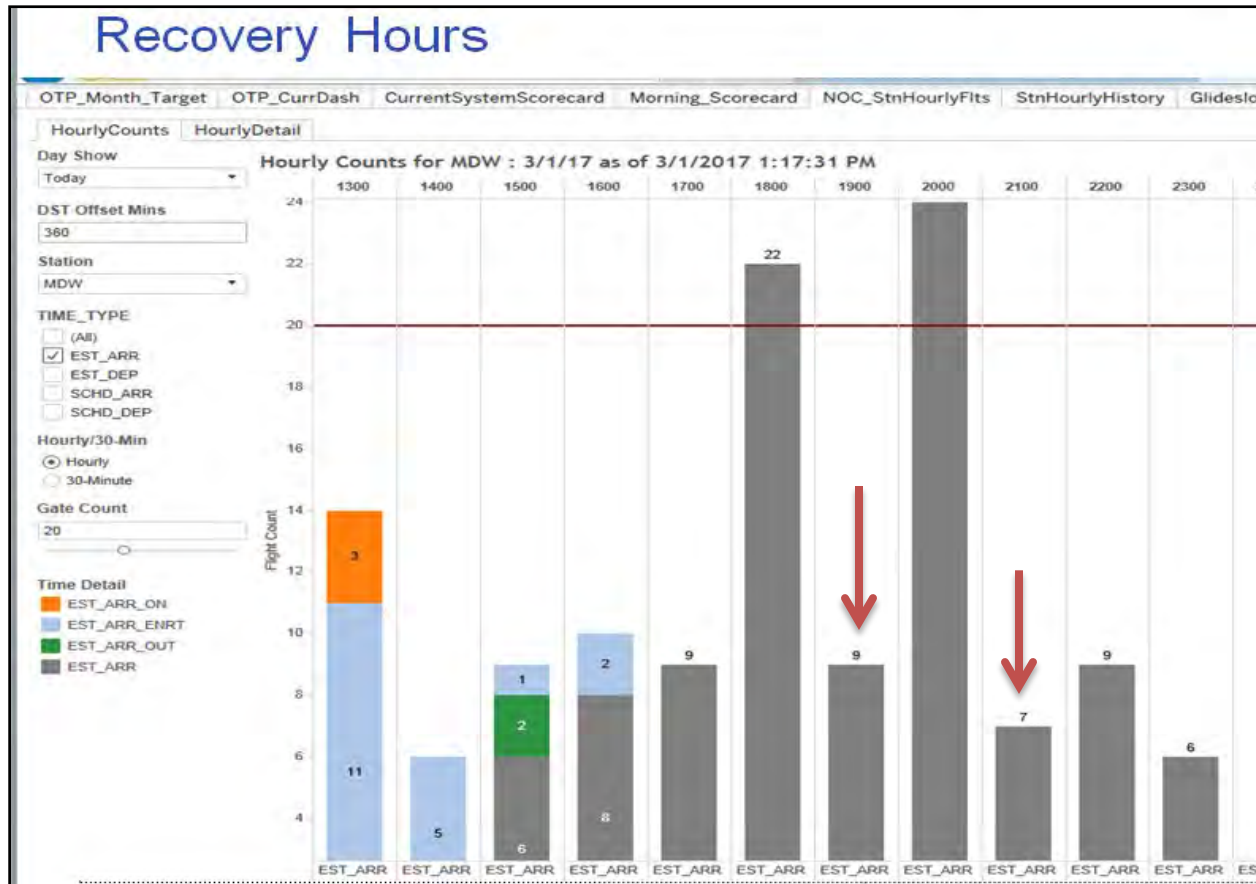 Recovery Hours
OTP_Month_Target OTP_CurrDash CurrentSystemScorecard Morning_Scorecard NOC_StnHourlyFlts StnHourlyHistory Glideslo
HourlyCounts HourlyDetail
Day Show
Today
DST Offset Mins
360
Station
MDW
TIME_TYPE
(All)
EST_ARR
EST_DEP
SCHD_ARR
SCHD_DEP
Hourly/30-Min
Hourly
30-Minute
Gate Count
20
Time Detail
EST_ARR_ON
EST_ARR_ENRT
EST_ARR_OUT
EST_ARR
Hourly Counts for MDW : 3/1/17 as of 3/1/2017 1:17:31 PM
1300 1400 1500 1600 1700 1800 1900 2000 2100 2200 2300
Flight Count
24
22
20
18
16
14
12
10
8
6
4
3
11
5
1
2
6
2
8
9
22
9
7
9
6
EST_ARR EST_ARR EST_ARR EST_ARR EST_ARR EST_ARR EST_ARR EST_ARR EST_ARR EST_ARR EST_ARR ES